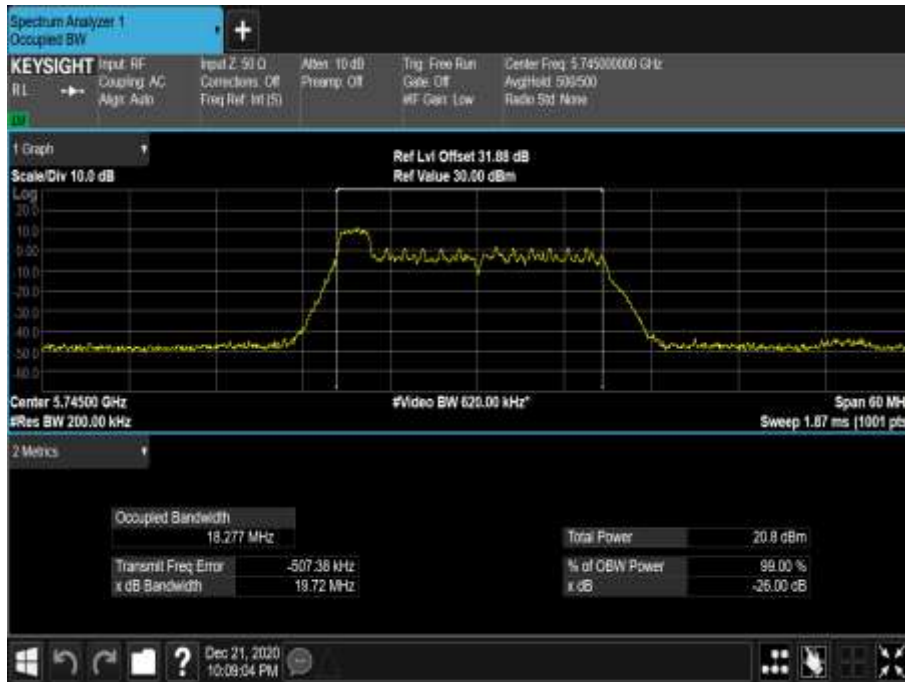 Spectrum Analyzer 1
Occupied BW
+
KEYSIGHT Input: RF Input Z: 50 Ω Atten: 10 dB Trig: Free Run Center Freq: 5.745000000 GHz
RL Coupling: AC Corrections: Off Preamp: Off Gate: Off Avg|Hold: 500/500
Align: Auto Freq Ref: Int (S) #IF Gain: Low Radio Std: None
1 Graph
Ref Lvl Offset 31.88 dB
Scale/Div 10.0 dB Ref Value 30.00 dBm
Log
20.0
10.0
0.00
-10.0
-20.0
-30.0
-40.0
-50.0
-60.0
Center 5.74500 GHz #Video BW 620.00 kHz* Span 60 MH
#Res BW 200.00 kHz Sweep 1.87 ms (1001 pts
2 Metrics
Occupied Bandwidth
18.277 MHz Total Power 20.8 dBm
Transmit Freq Error -507.38 kHz % of OBW Power 99.00 %
x dB Bandwidth 19.72 MHz x dB -26.00 dB
? Dec 21, 2020
10:09:04 PM